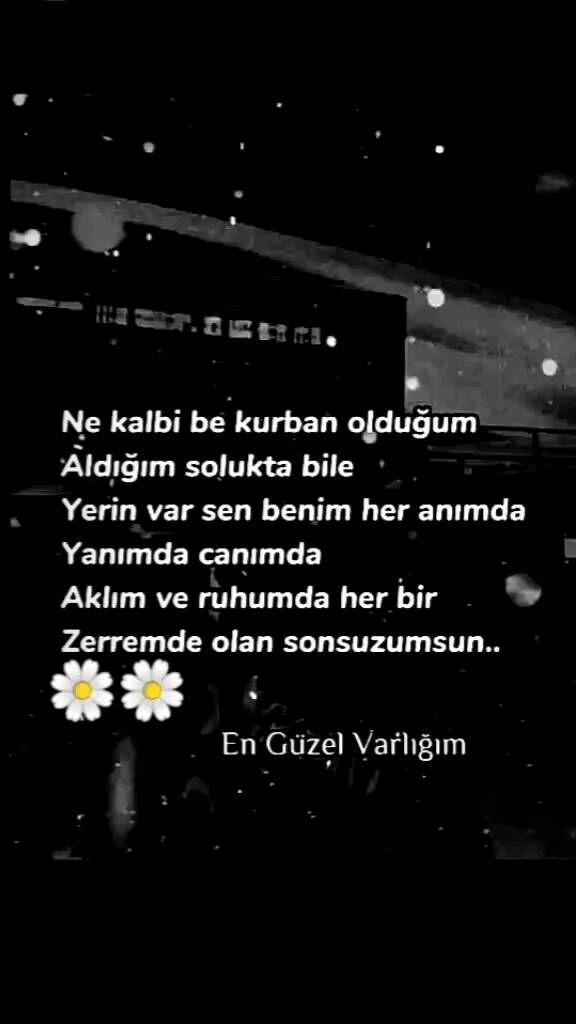 Ne kalbi be kurban olduğum
Aldığım solukta bile
Yerin var sen benim her anımda
Yanımda canımda
Aklım ve ruhumda her bir
Zerremde olan sonsuzumsun..
En Güzel Varlığım